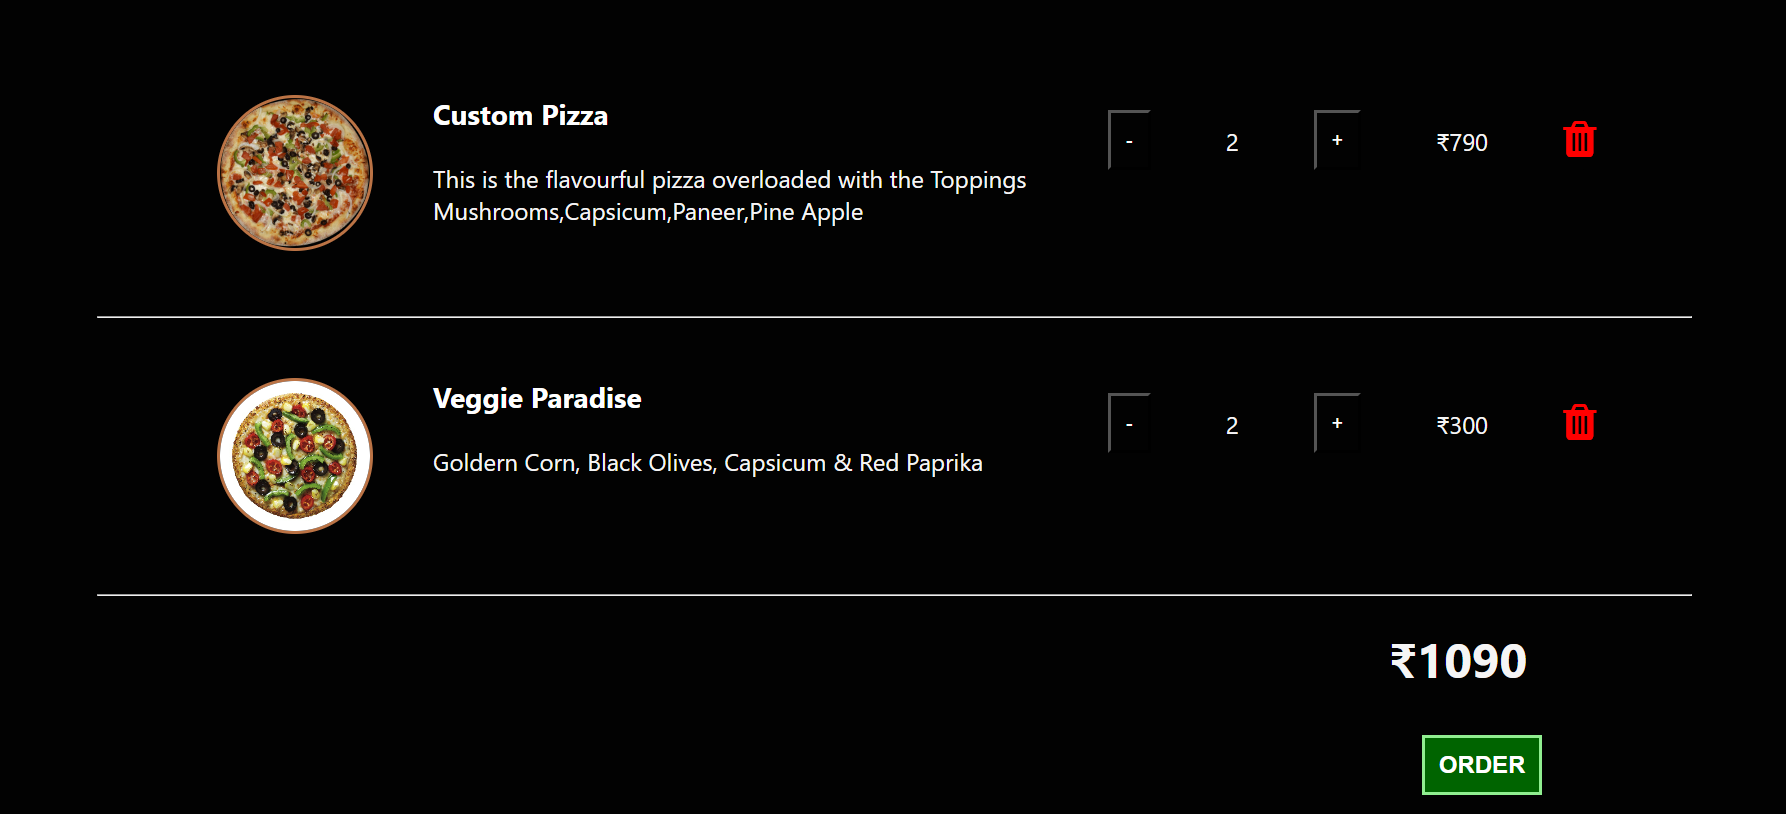 Custom Pizza
This is the flavourful pizza overloaded with the Toppings
Mushrooms,Capsicum,Paneer,Pine Apple
- 2 + ₹790
Veggie Paradise
Goldern Corn, Black Olives, Capsicum & Red Paprika
- 2 + ₹300
₹1090
ORDER